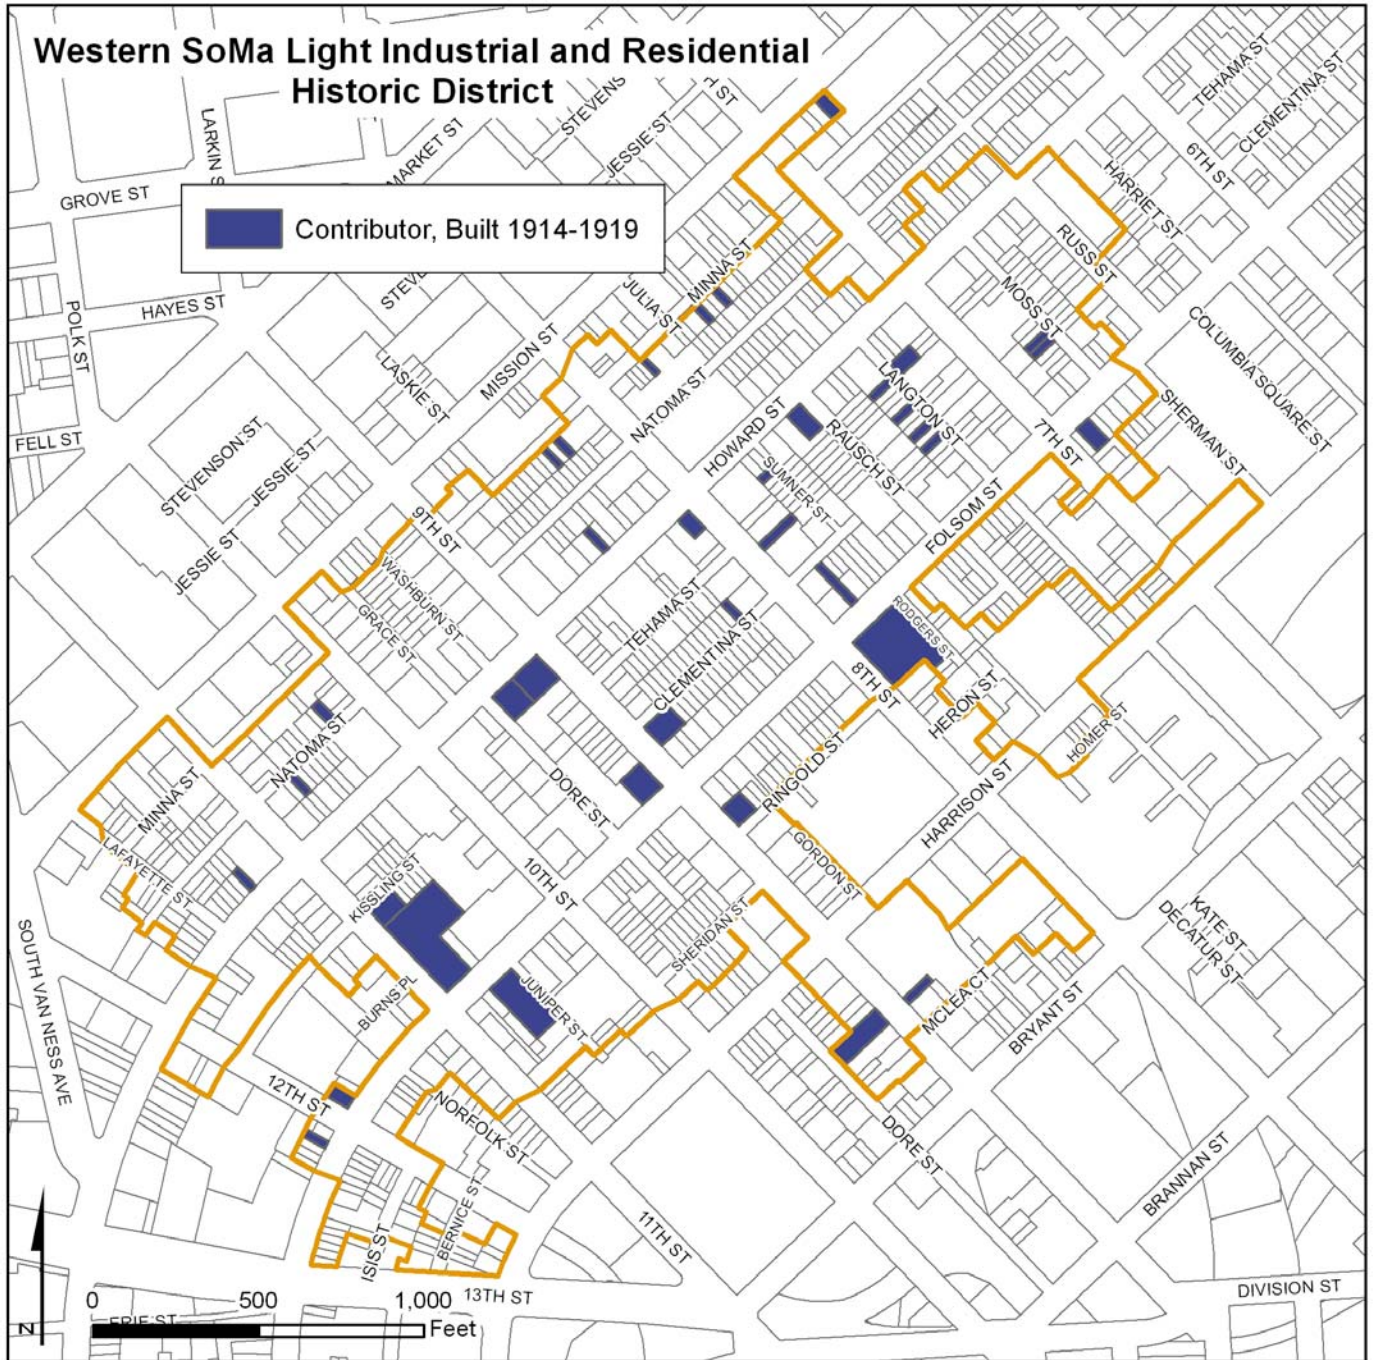 Western SoMa Light Industrial and Residential
Historic District
Contributor, Built 1914-1919
TEHAMA ST
CLEMENTINA ST
STEVENS
H ST
JESSIE ST
MARKET ST
LARKIN S
GROVE ST
6TH ST
HARRIET ST
RUSS ST
MOSS ST
STEVE
HAYES ST
POLK ST
JULIA ST
MINNA ST
MISSION ST
LASKIE ST
COLUMBIA SQUARE ST
SHERMAN ST
LANGTON ST
NATOMA ST
HOWARD ST
RAUSCH ST
7TH ST
SUMNER ST
FELL ST
STEVENSON ST
JESSIE ST
JESSIE ST
FOLSOM ST
9TH ST
WASHBURN ST
GRACE ST
TEHAMA ST
CLEMENTINA ST
RODGERS ST
8TH ST
HERON ST
HOMER ST
NATOMA ST
MINNA ST
DORE ST
RINGOLD ST
HARRISON ST
LAFAYETTE ST
GORDON ST
KISSLING ST
10TH ST
SHERIDAN ST
KATE ST
DECATUR ST
SOUTH VAN NESS AVE
BURNS PL
JUNIPER ST
MCLEA CT
BRYANT ST
12TH ST
NORFOLK ST
DORE ST
BRANNAN ST
BERNICE ST
ISIS ST
11TH ST
13TH ST
DIVISION ST
0 500 1,000
Feet
ERIE ST
N